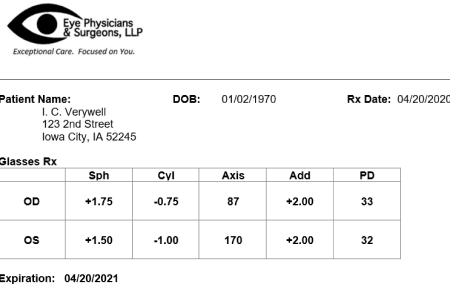 Eye Physicians
& Surgeons, LLP
Exceptional Care. Focused on You.
Patient Name: DOB: 01/02/1970 Rx Date: 04/20/2020
I. C. Verywell
123 2nd Street
Iowa City, IA 52245
Glasses Rx
Sph Cyl Axis Add PD
OD +1.75 -0.75 87 +2.00 33
OS +1.50 -1.00 170 +2.00 32
Expiration: 04/20/2021